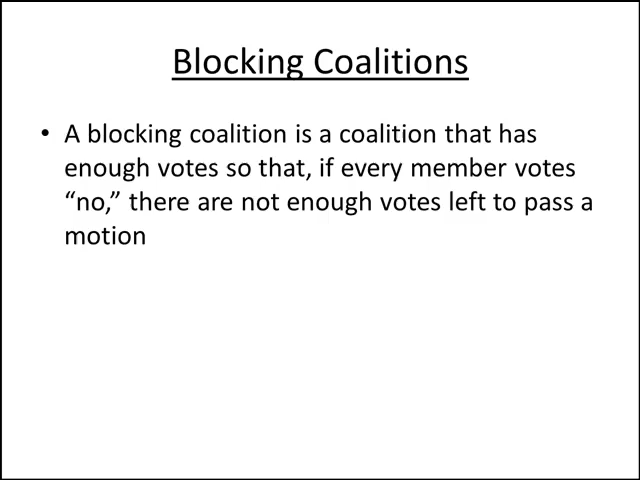 Blocking Coalitions
• A blocking coalition is a coalition that has
enough votes so that, if every member votes
“no,” there are not enough votes left to pass a
motion